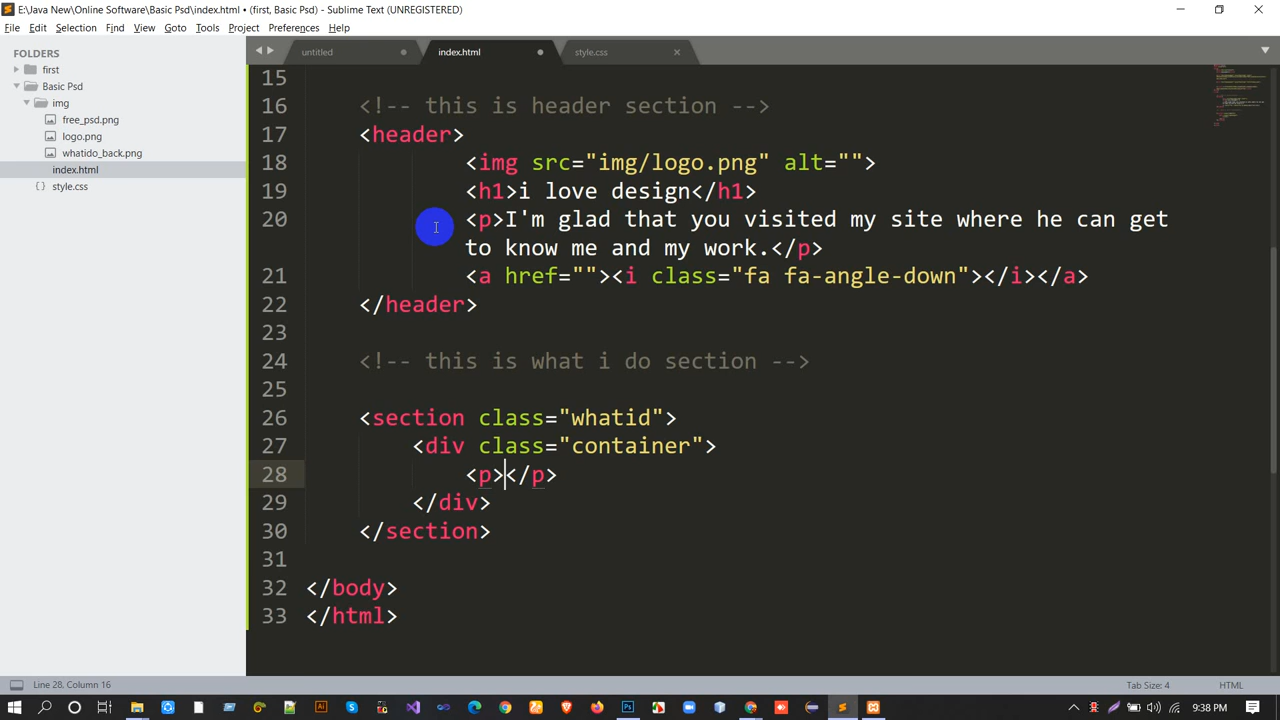 E:\Java New\Online Software\Basic Psd\index.html • (first, Basic Psd) - Sublime Text (UNREGISTERED)
File Edit Selection Find View Goto Tools Project Preferences Help
FOLDERS
first
Basic Psd
img
free_psd.png
logo.png
whatido_back.png
index.html
style.css
untitled
index.html
style.css
15
16 <!-- this is header section -->
17 <header>
18 <img src="img/logo.png" alt="">
19 <h1>i love design</h1>
20 <p>I'm glad that you visited my site where he can get
to know me and my work.</p>
21 <a href=""><i class="fa fa-angle-down"></i></a>
22 </header>
23
24 <!-- this is what i do section -->
25
26 <section class="whatid">
27 <div class="container">
28 <p></p>
29 </div>
30 </section>
31
32 </body>
33 </html>
Line 28, Column 16
Tab Size: 4
HTML
9:38 PM